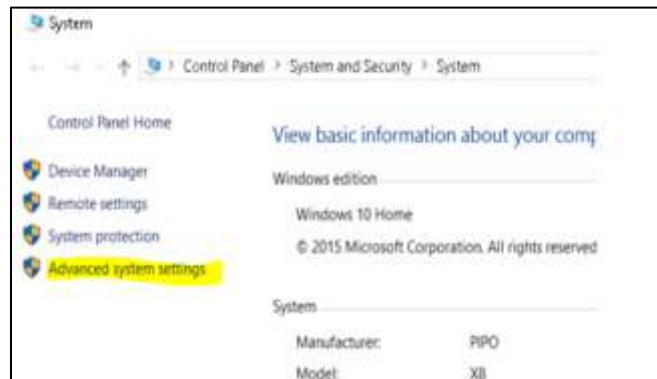 System
Control Panel > System and Security > System
Control Panel Home
View basic information about your comp
Device Manager
Windows edition
Remote settings
Windows 10 Home
System protection
© 2015 Microsoft Corporation. All rights reserved
Advanced system settings
System
Manufacturer: PIPO
Model: X8